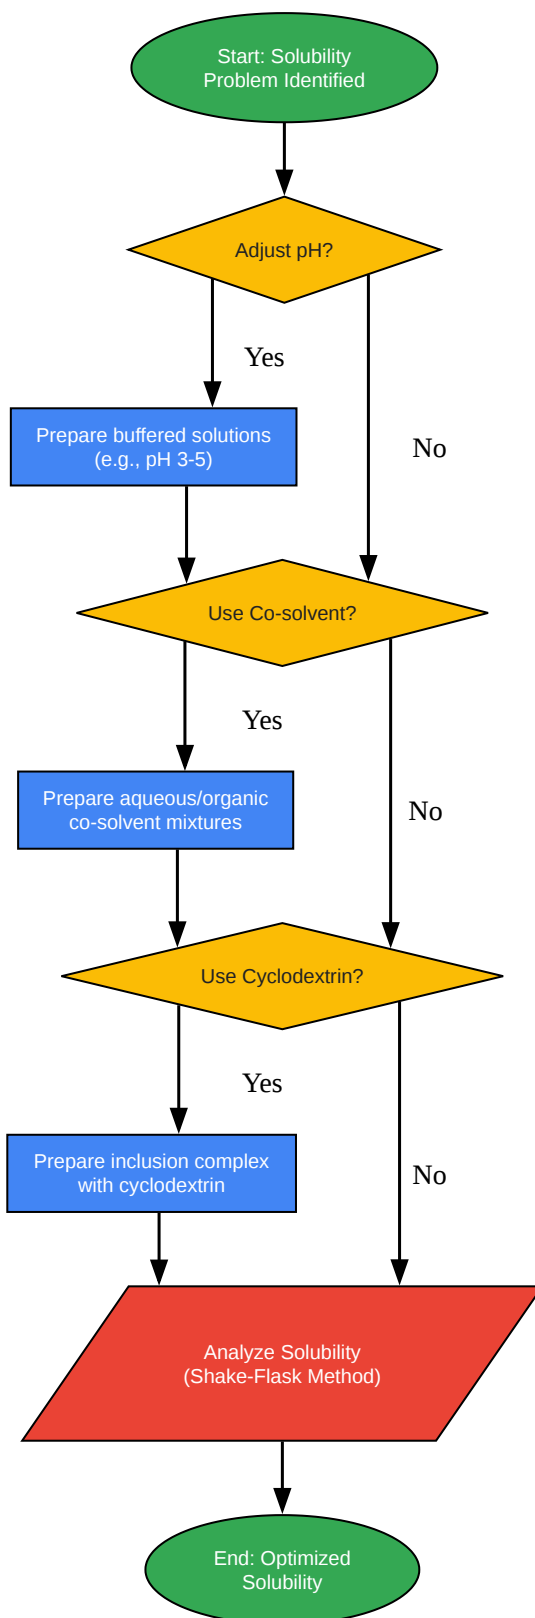 Start: Solubility
Problem Identified
Adjust pH?
Yes
Prepare buffered solutions
(e.g., pH 3-5)
No
Use Co-solvent?
Yes
Prepare aqueous/organic
co-solvent mixtures
No
Use Cyclodextrin?
Yes
Prepare inclusion complex
with cyclodextrin
No
Analyze Solubility
(Shake-Flask Method)
End: Optimized
Solubility